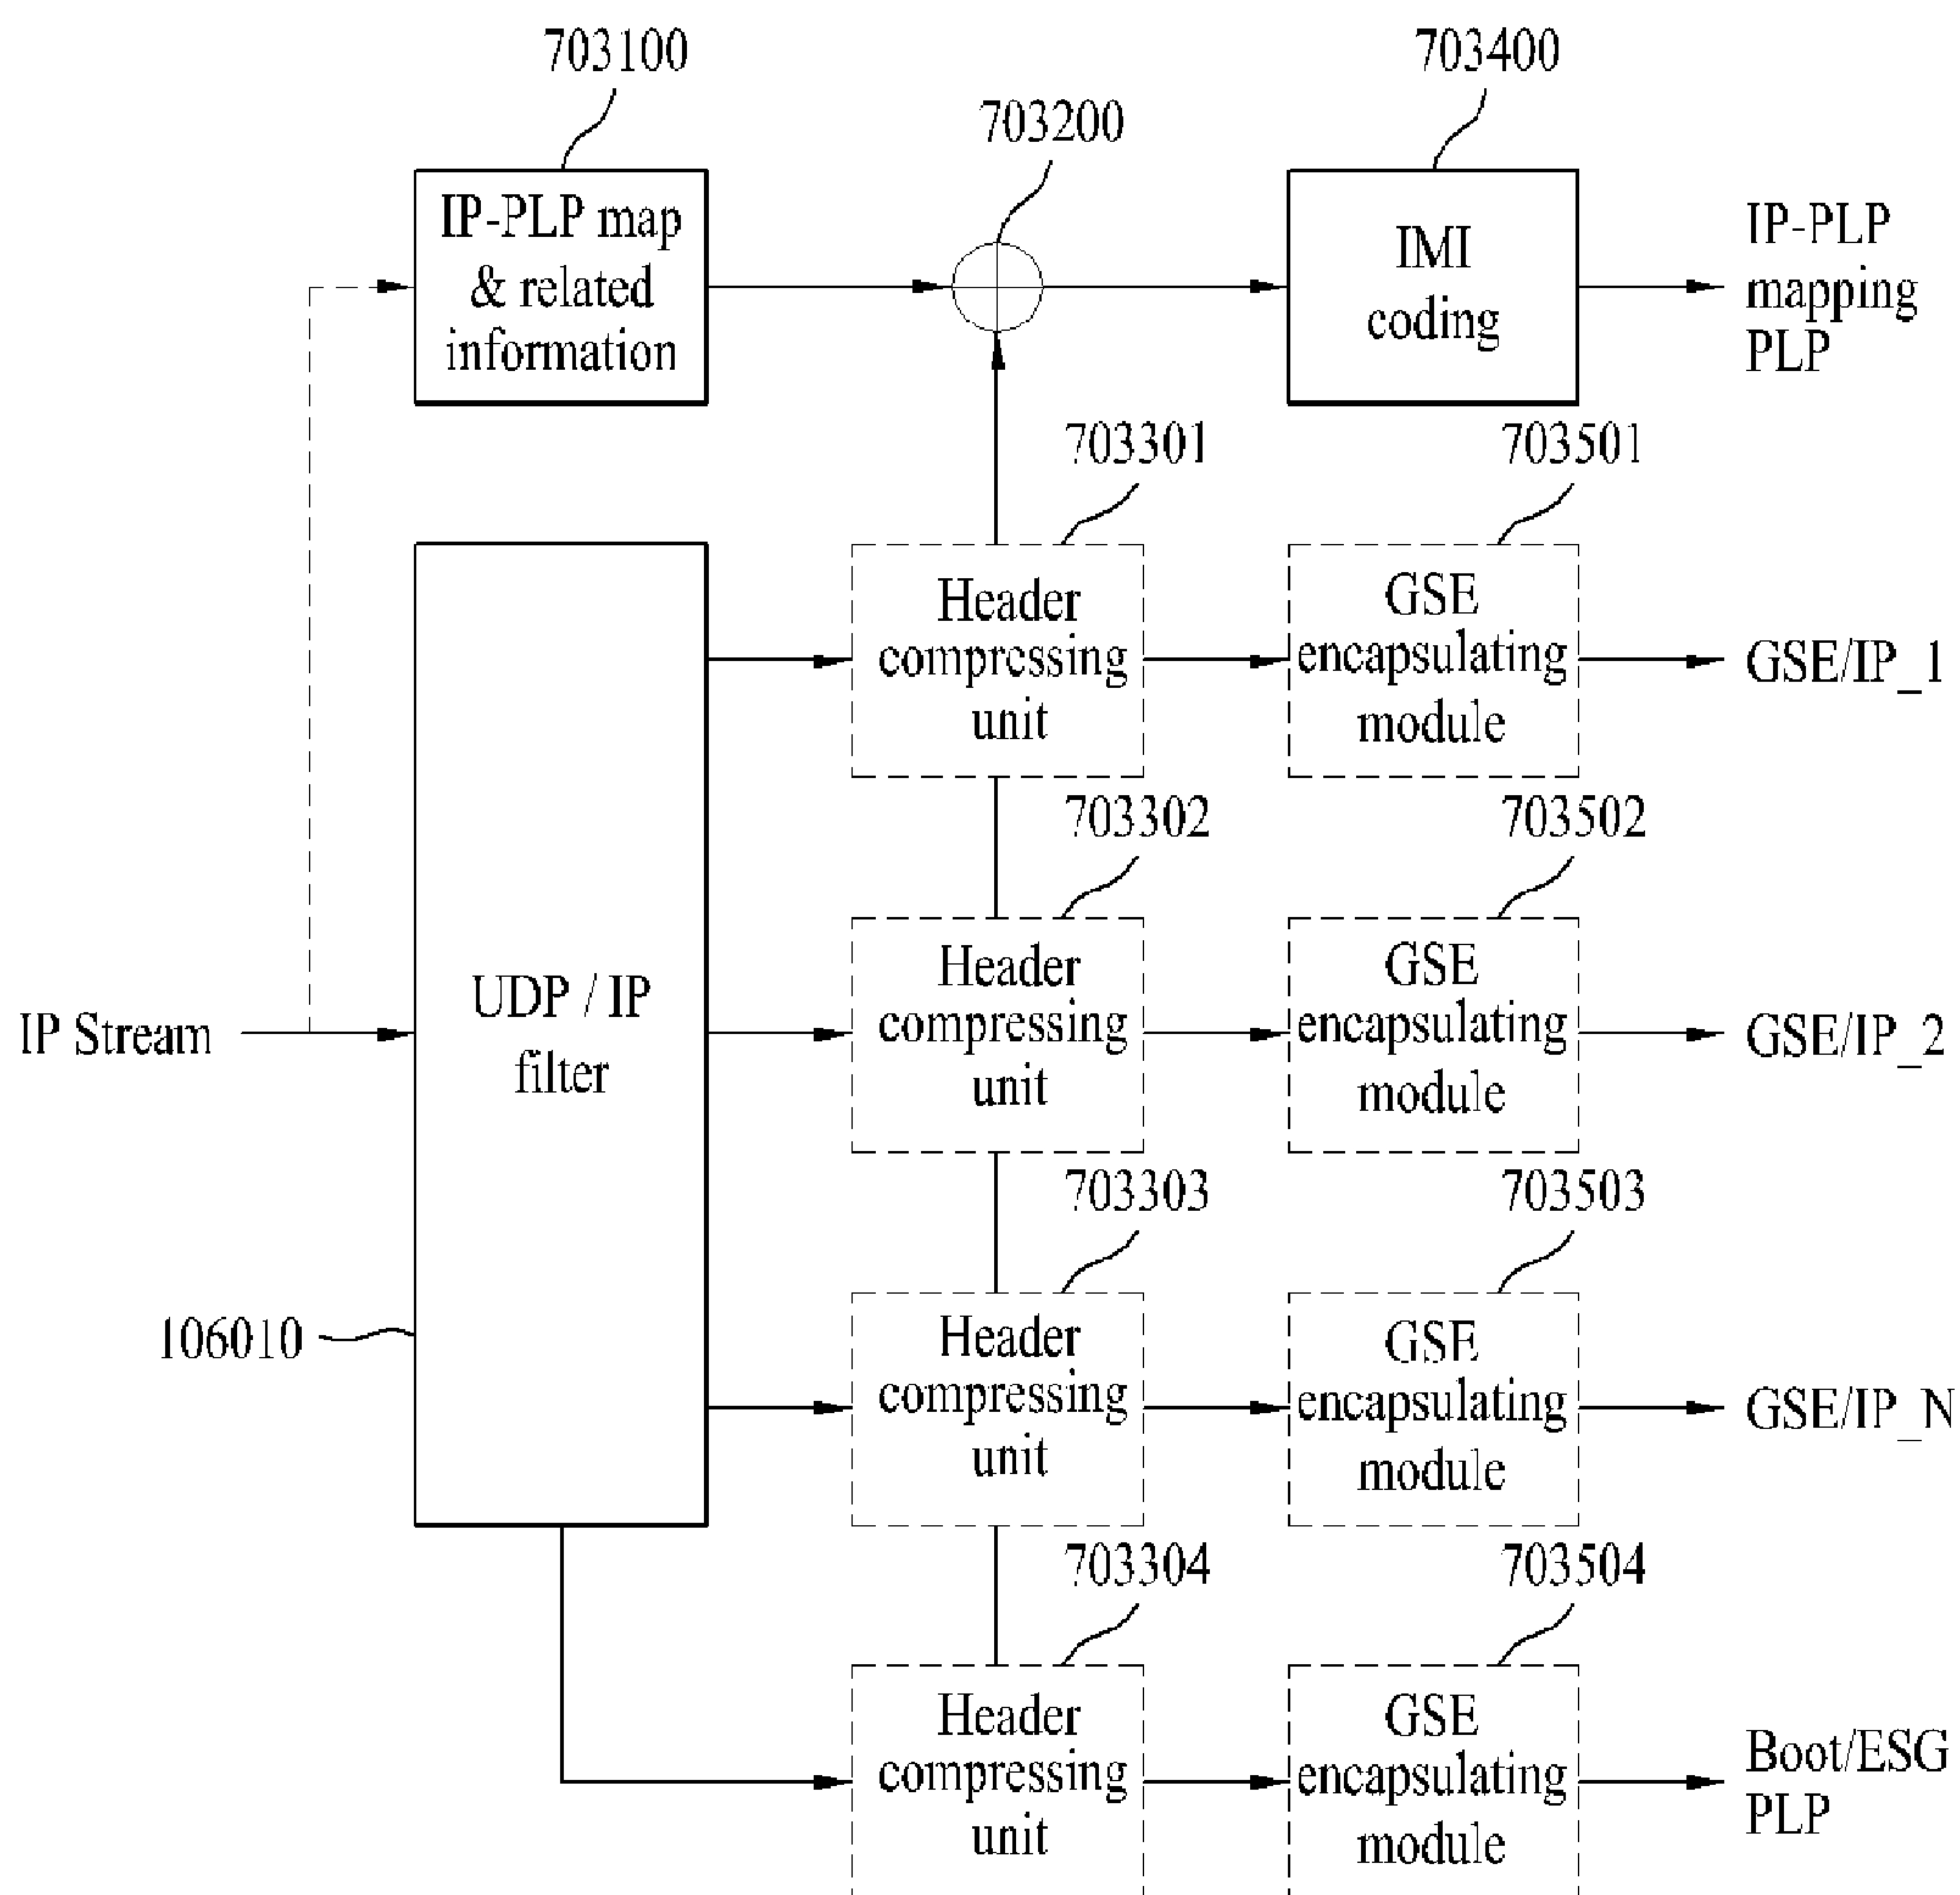 703100
703400
703200
IP-PLP map
& related
information
IMI
coding
IP-PLP
mapping
PLP
703301
703501
Header
compressing
unit
GSE
encapsulating
module
GSE/IP_1
703302
703502
IP Stream
UDP / IP
filter
Header
compressing
unit
GSE
encapsulating
module
GSE/IP_2
703303
703503
106010
Header
compressing
unit
GSE
encapsulating
module
GSE/IP_N
703304
703504
Header
compressing
unit
GSE
encapsulating
module
Boot/ESG
PLP